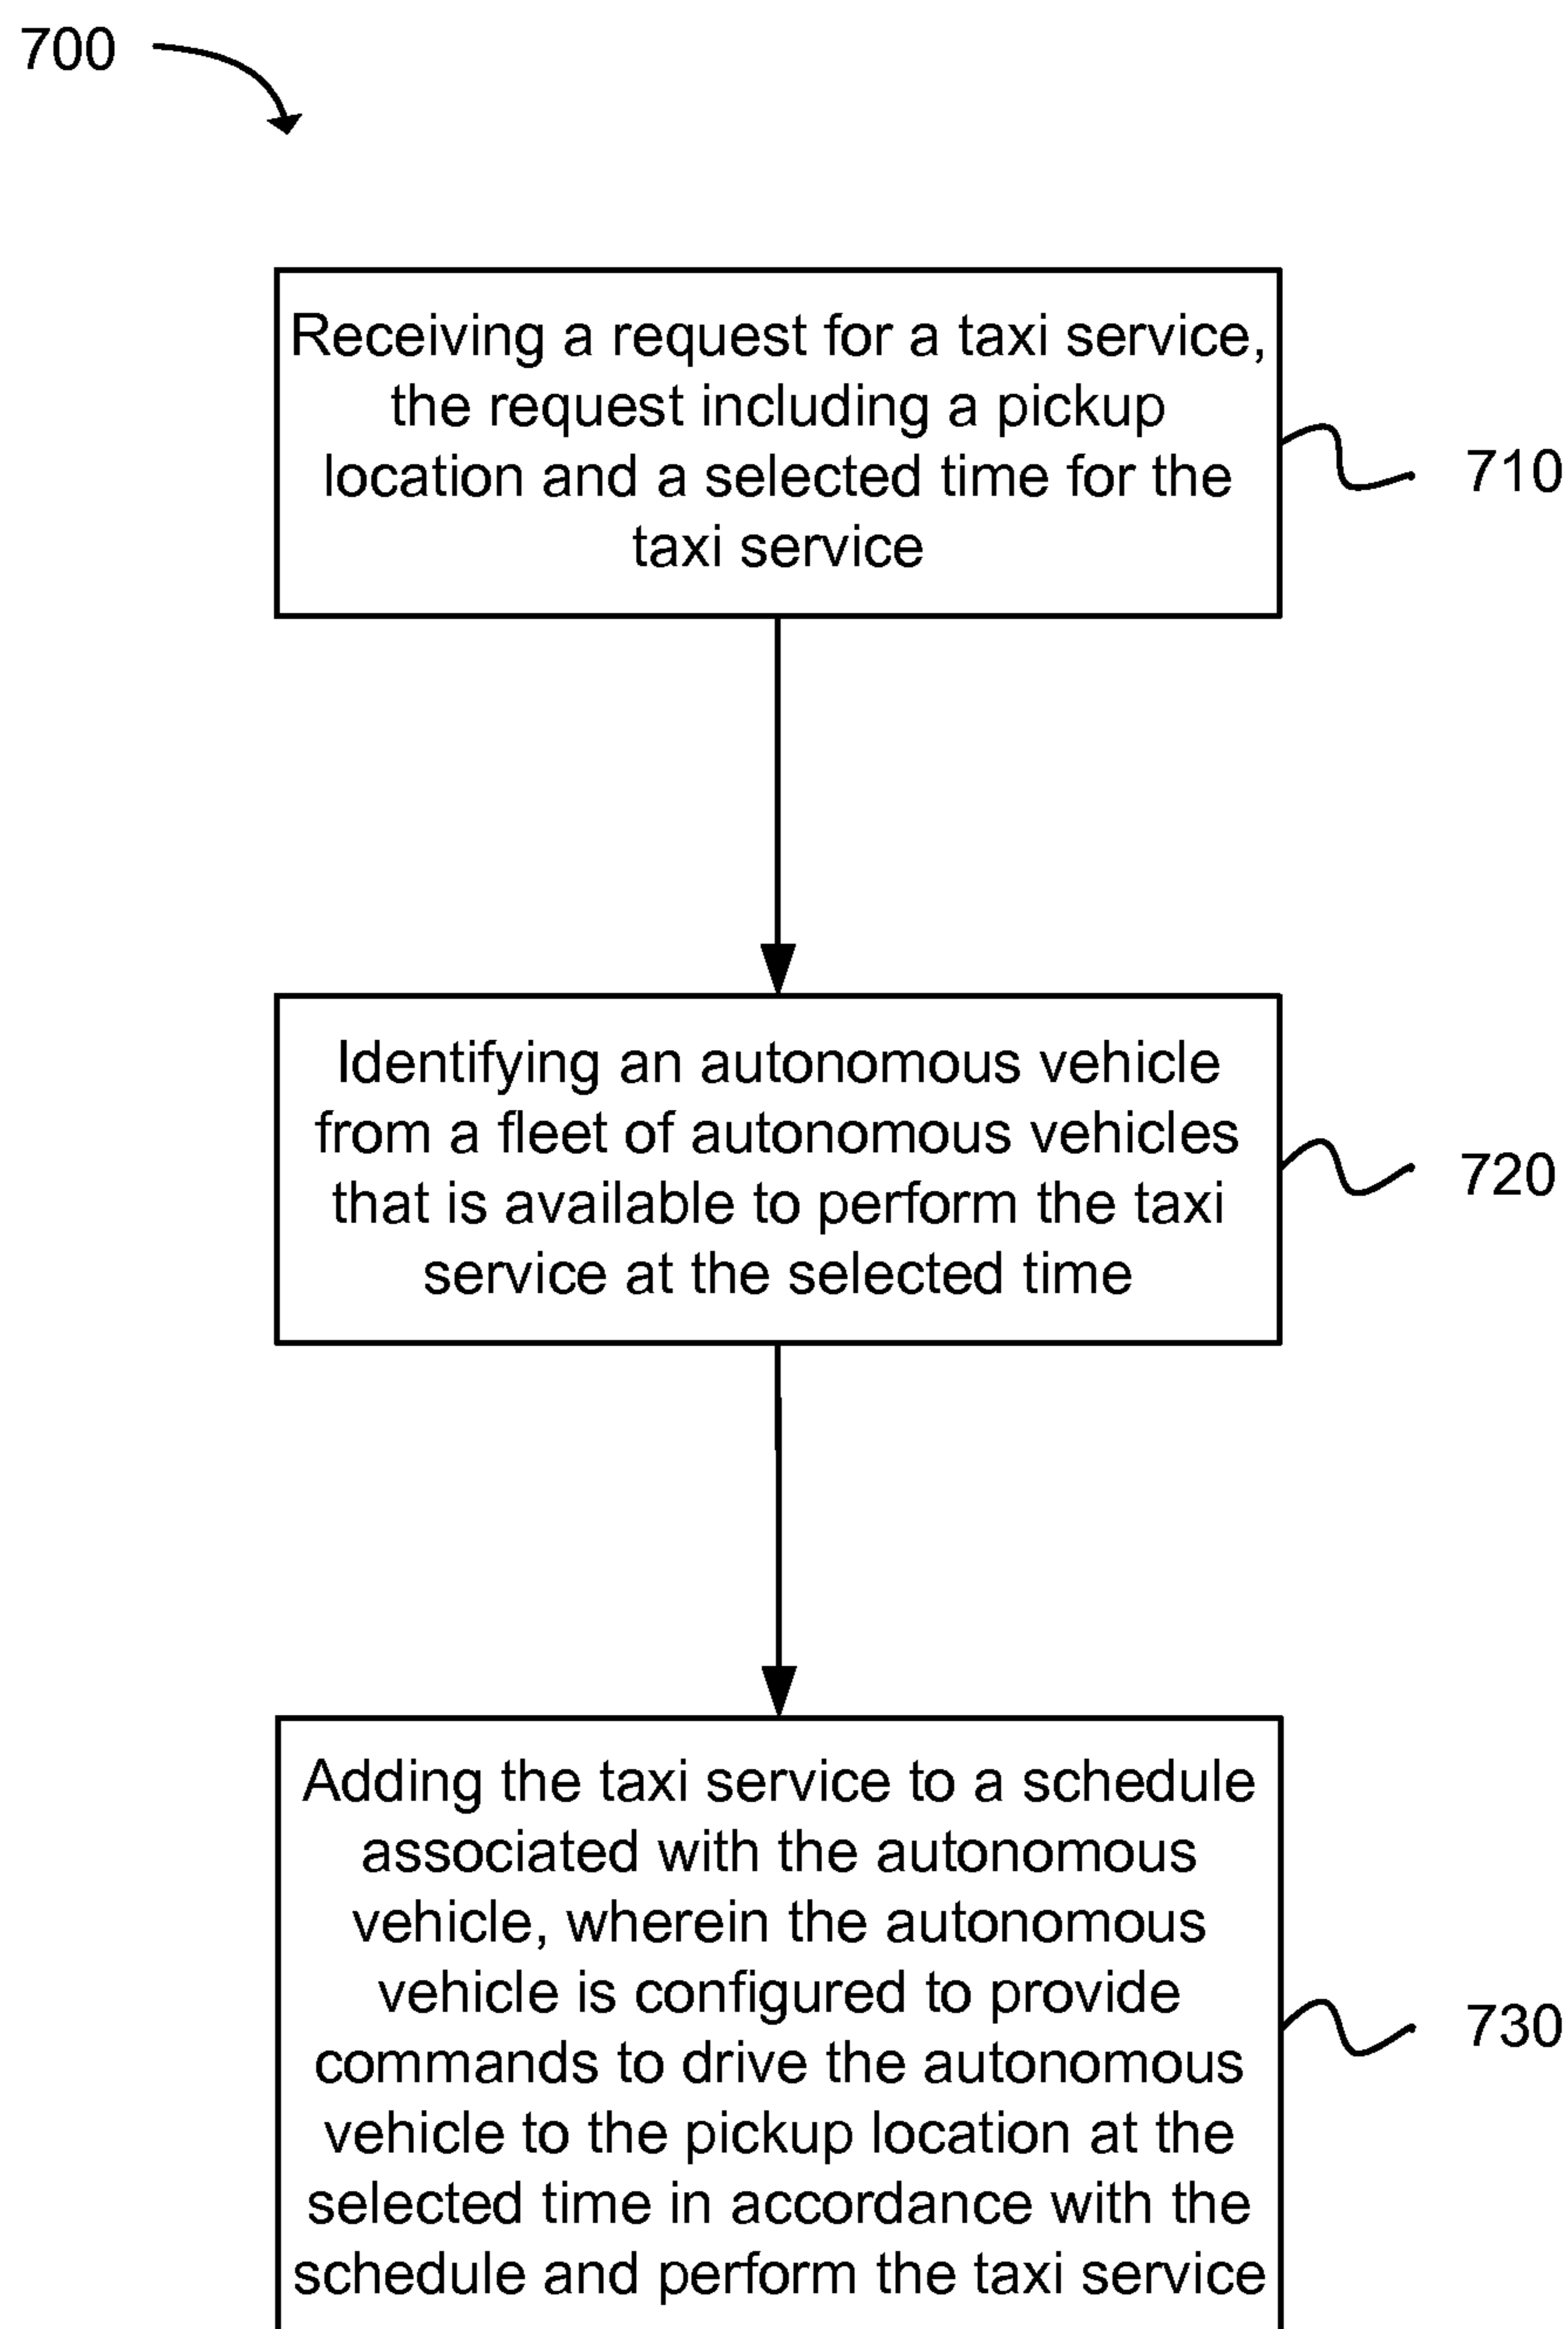 700
Receiving a request for a taxi service,
the request including a pickup
location and a selected time for the
taxi service
710
Identifying an autonomous vehicle
from a fleet of autonomous vehicles
that is available to perform the taxi
service at the selected time
720
Adding the taxi service to a schedule
associated with the autonomous
vehicle, wherein the autonomous
vehicle is configured to provide
commands to drive the autonomous
vehicle to the pickup location at the
selected time in accordance with the
schedule and perform the taxi service
730